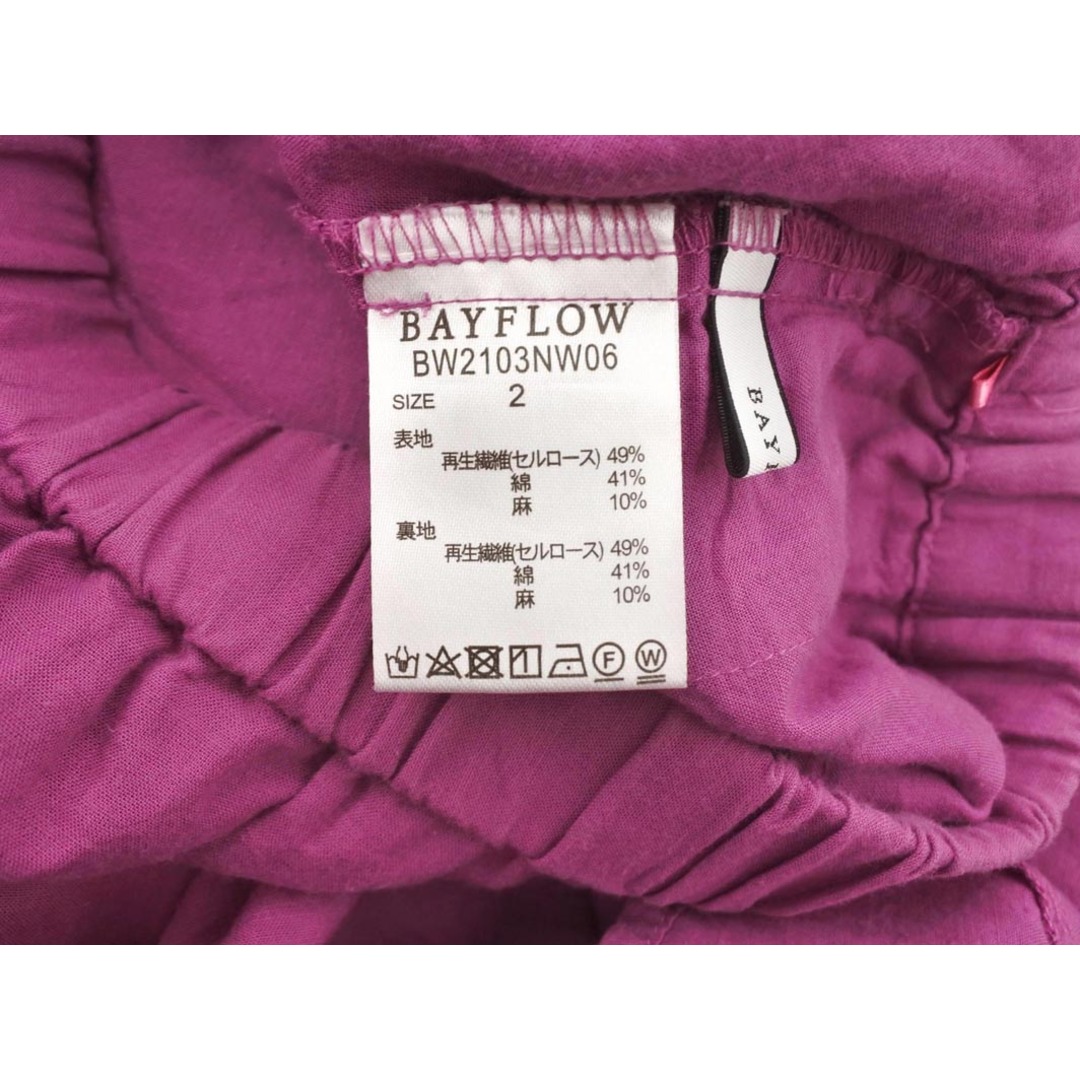 BAYFLOW
BW2103NW06
SIZE 2
表地
再生繊維(セルロース) 49%
綿 41%
麻 10%
裏地
再生繊維(セルロース) 49%
綿 41%
麻 10%
F W
BAY